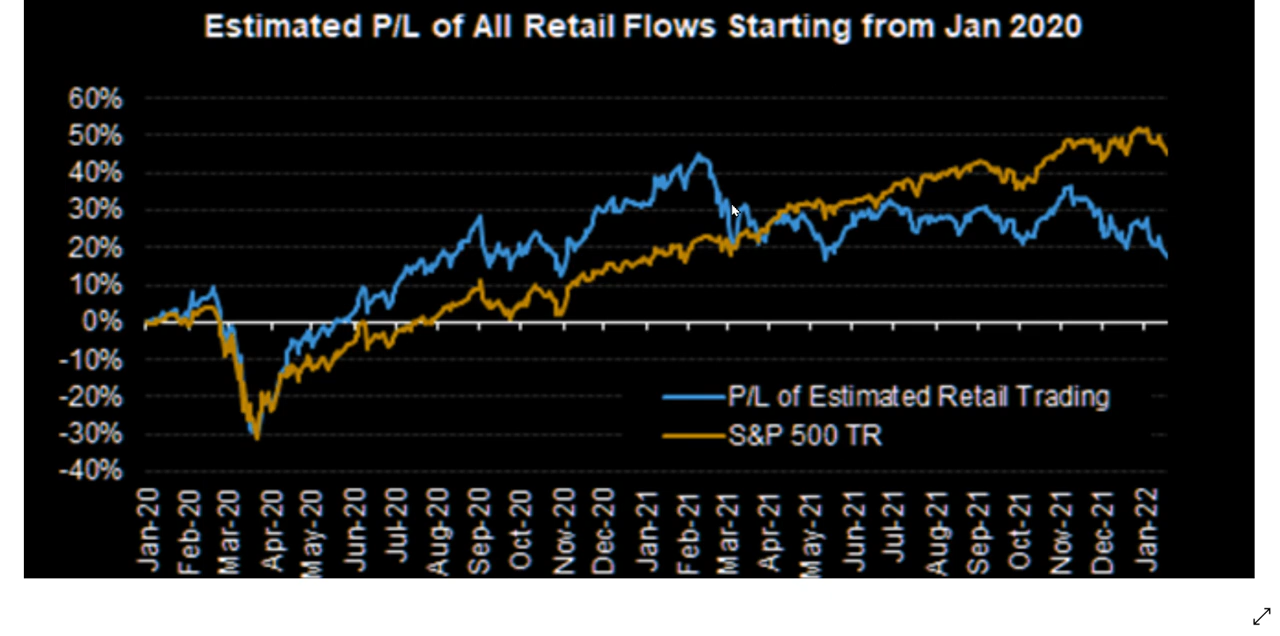 Estimated P/L of All Retail Flows Starting from Jan 2020
60%
50%
40%
30%
20%
10%
0%
-10%
-20%
-30%
-40%
P/L of Estimated Retail Trading
S&P 500 TR
Jan-20
Feb-20
Mar-20
Apr-20
May-20
Jun-20
Jul-20
Aug-20
Sep-20
Oct-20
Nov-20
Dec-20
Jan-21
Feb-21
Mar-21
Apr-21
May-21
Jun-21
Jul-21
Aug-21
Sep-21
Oct-21
Nov-21
Dec-21
Jan-22